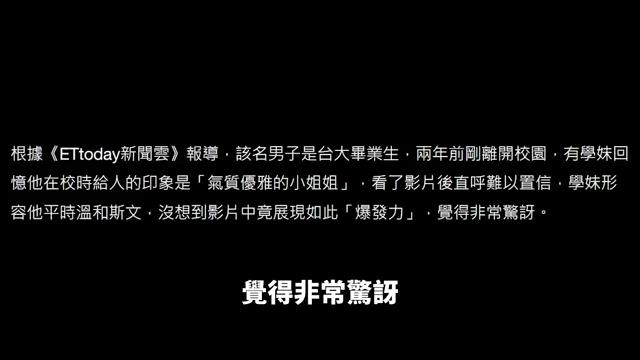 根據《ETtoday新聞雲》報導，該名男子是台大畢業生，兩年前剛離開校園，有學妹回
憶他在校時給人的印象是「氣質優雅的小姐姐」，看了影片後直呼難以置信，學妹形
容他平時溫和斯文，沒想到影片中竟展現如此「爆發力」，覺得非常驚訝。
覺得非常驚訝